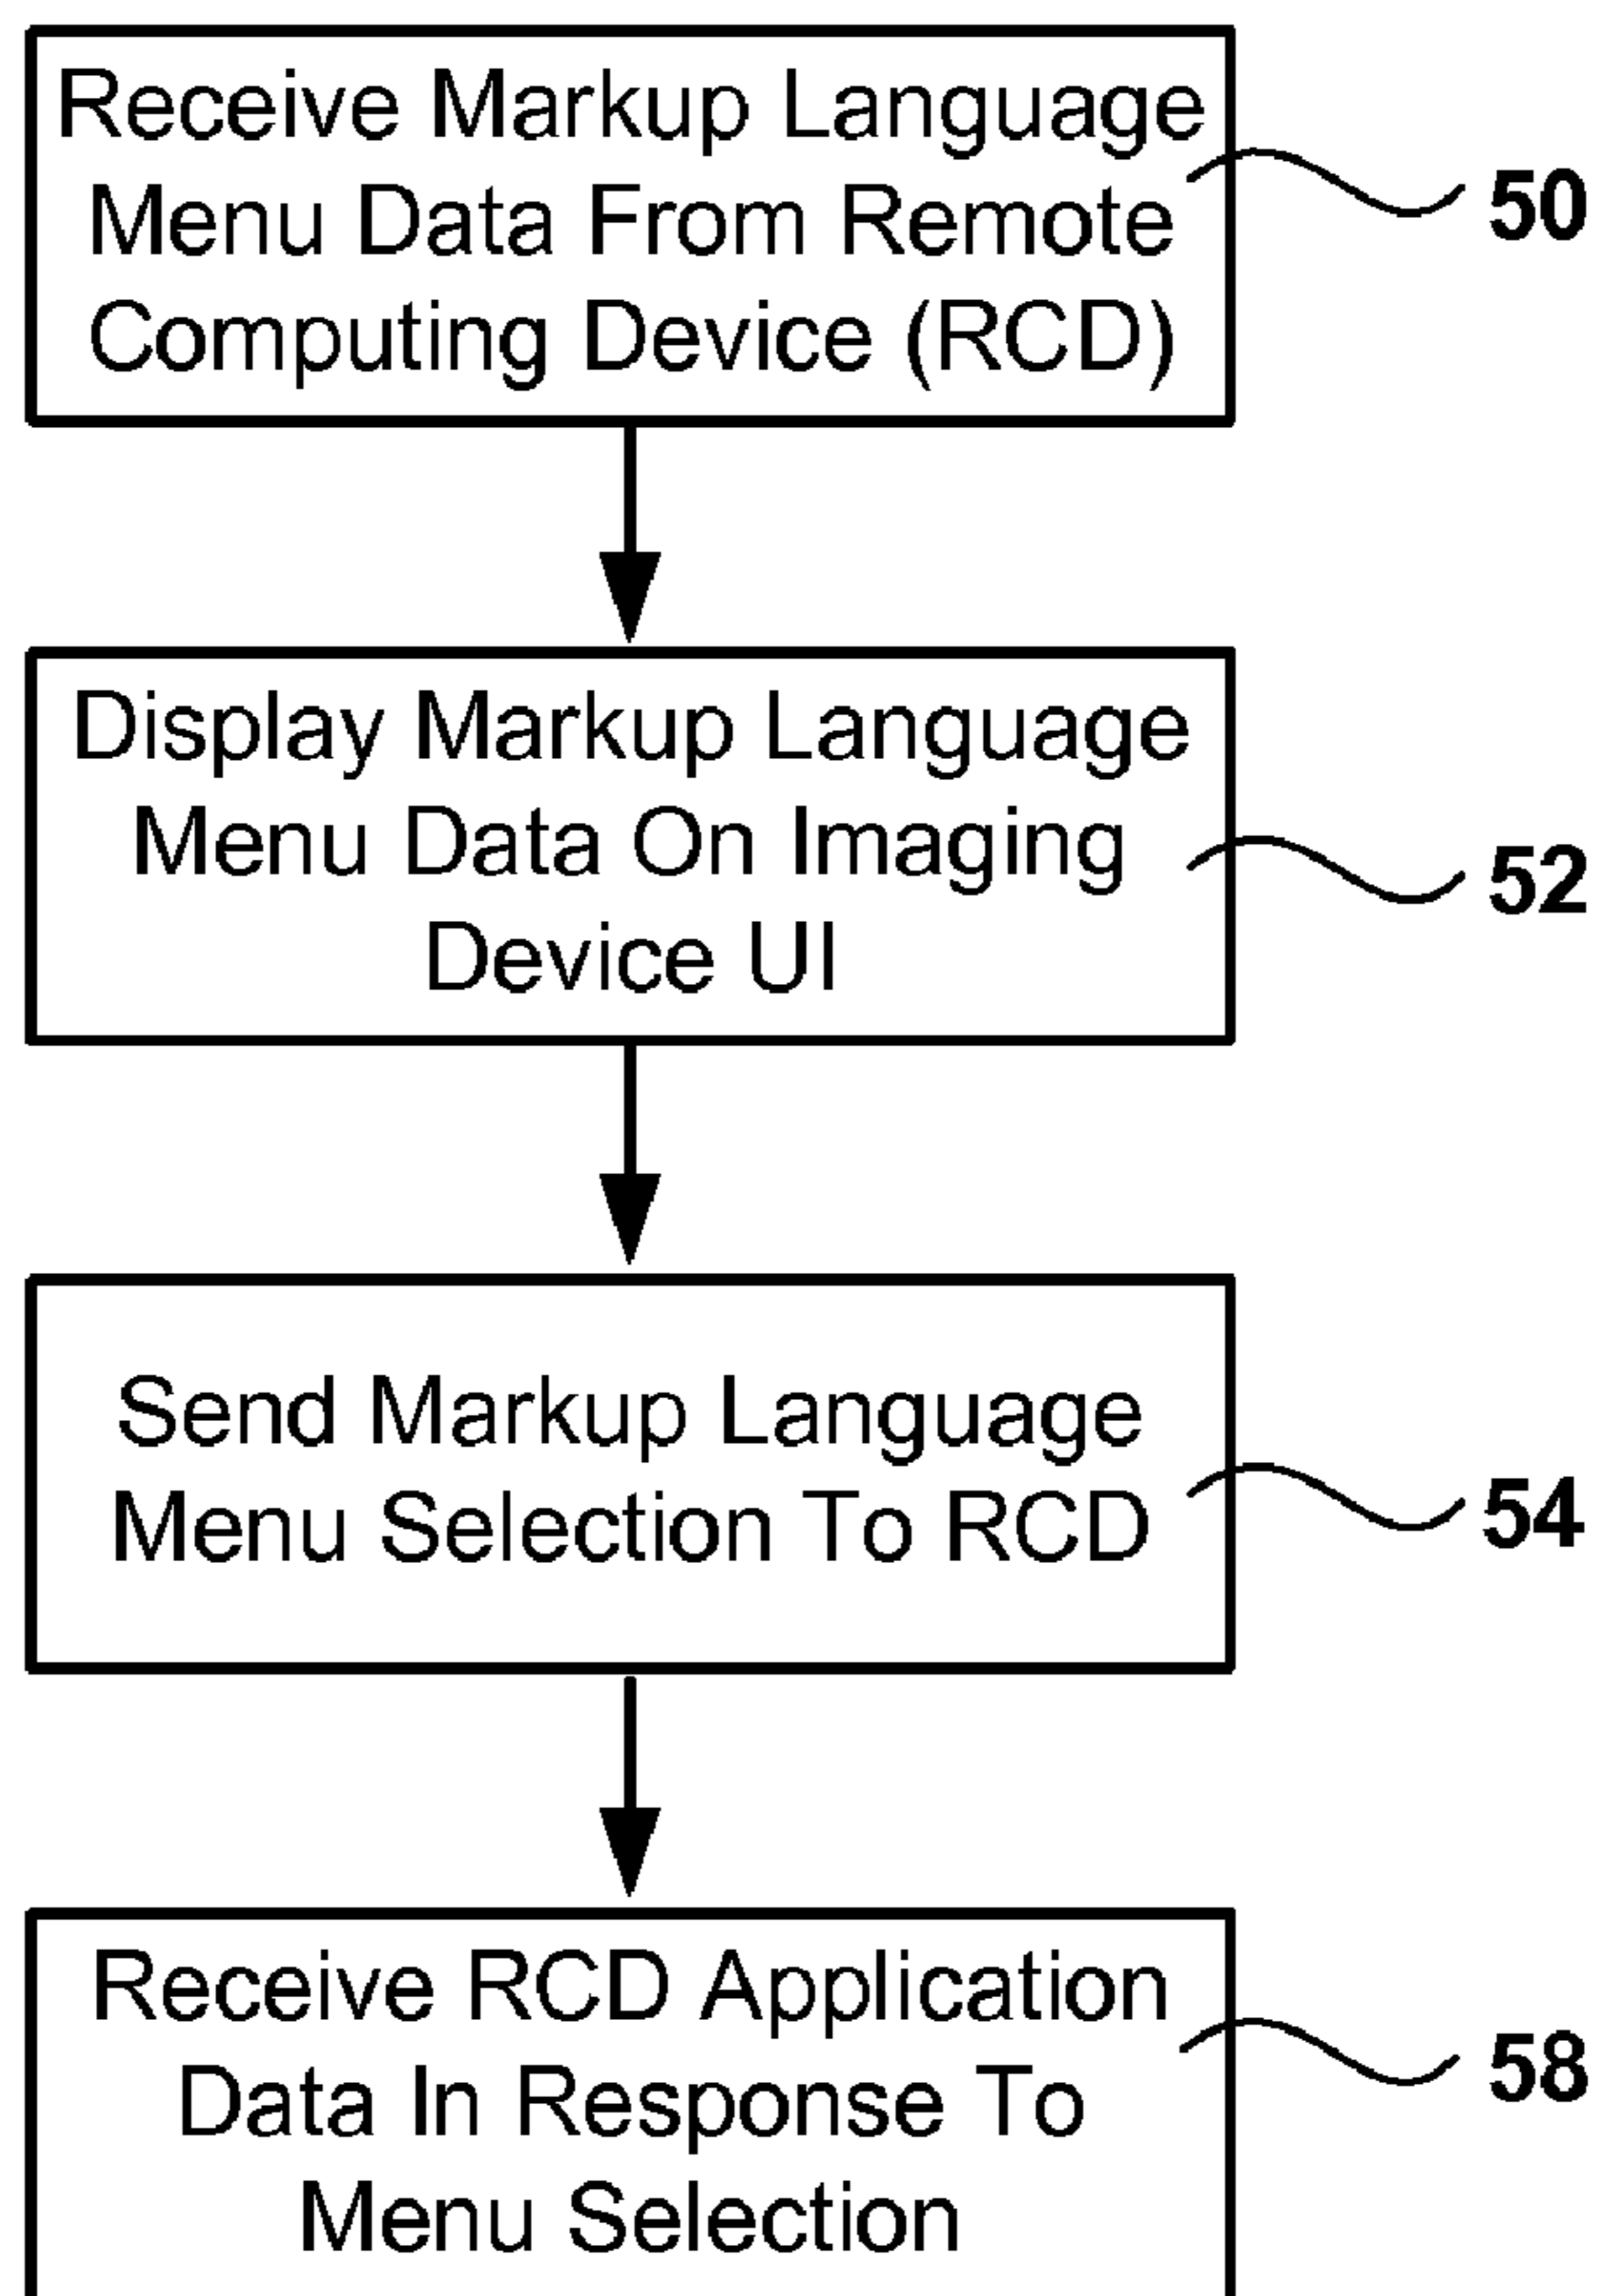 Receive Markup Language
Menu Data From Remote
Computing Device (RCD)
50
Display Markup Language
Menu Data On Imaging
Device UI
52
Send Markup Language
Menu Selection To RCD
54
Receive RCD Application
Data In Response To
Menu Selection
58